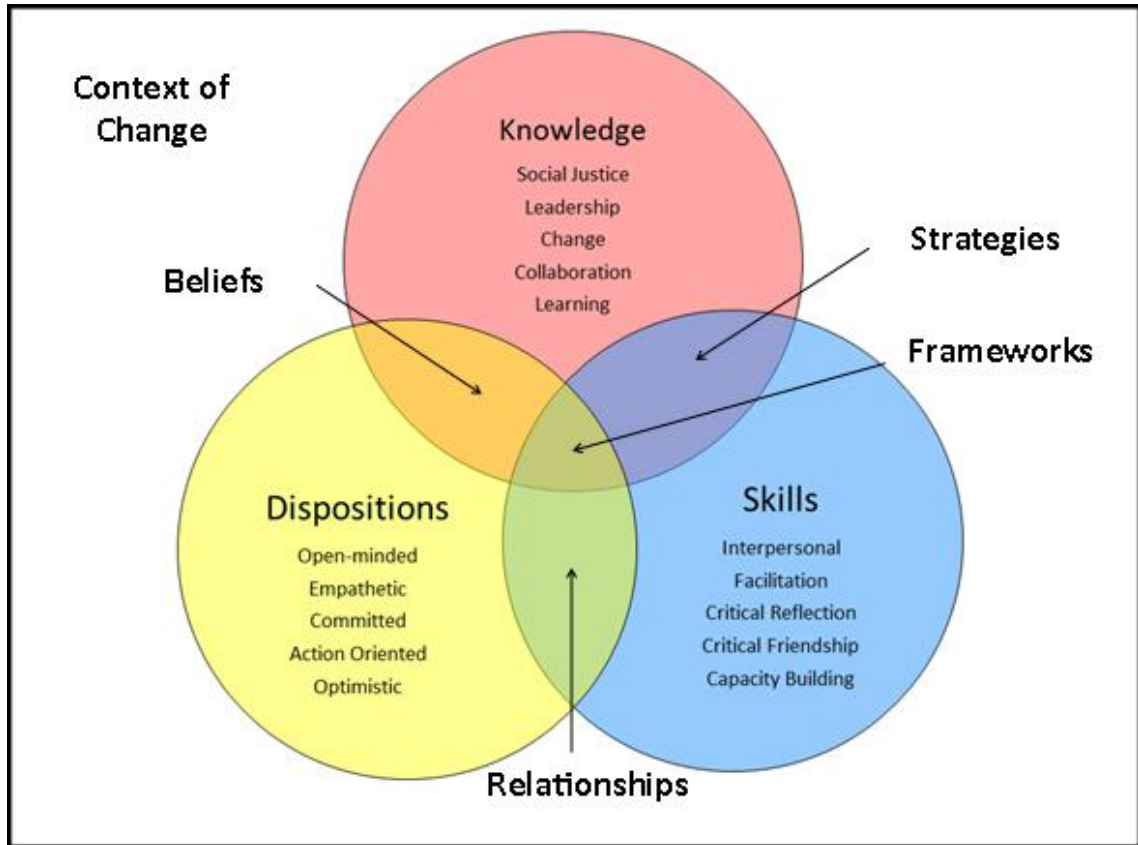 Context of
Change
Knowledge
Social Justice
Leadership
Change
Collaboration
Learning
Beliefs
Strategies
Frameworks
Dispositions
Open-minded
Empathetic
Committed
Action Oriented
Optimistic
Skills
Interpersonal
Facilitation
Critical Reflection
Critical Friendship
Capacity Building
Relationships